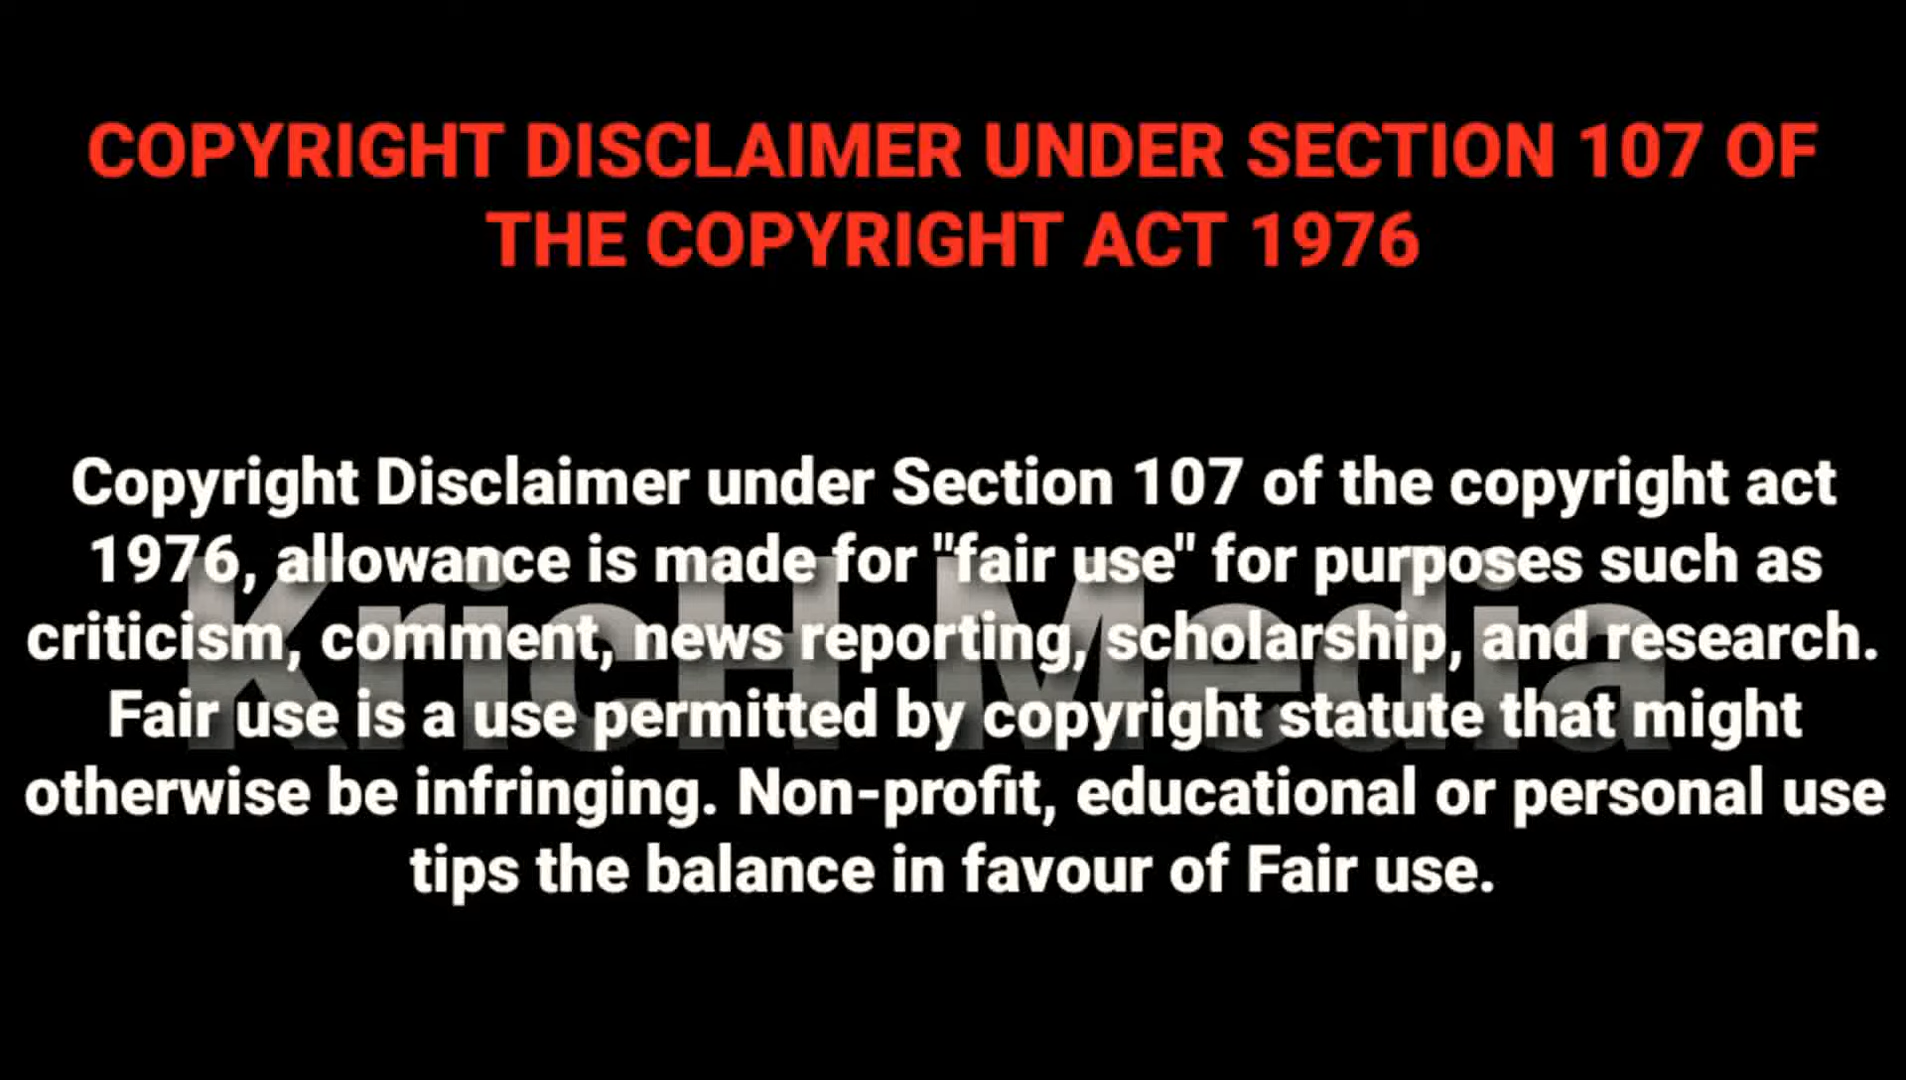 COPYRIGHT DISCLAIMER UNDER SECTION 107 OF
THE COPYRIGHT ACT 1976
Copyright Disclaimer under Section 107 of the copyright act
1976, allowance is made for "fair use" for purposes such as
criticism, comment, news reporting, scholarship, and research.
Fair use is a use permitted by copyright statute that might
otherwise be infringing. Non-profit, educational or personal use
tips the balance in favour of Fair use.
KricH Media